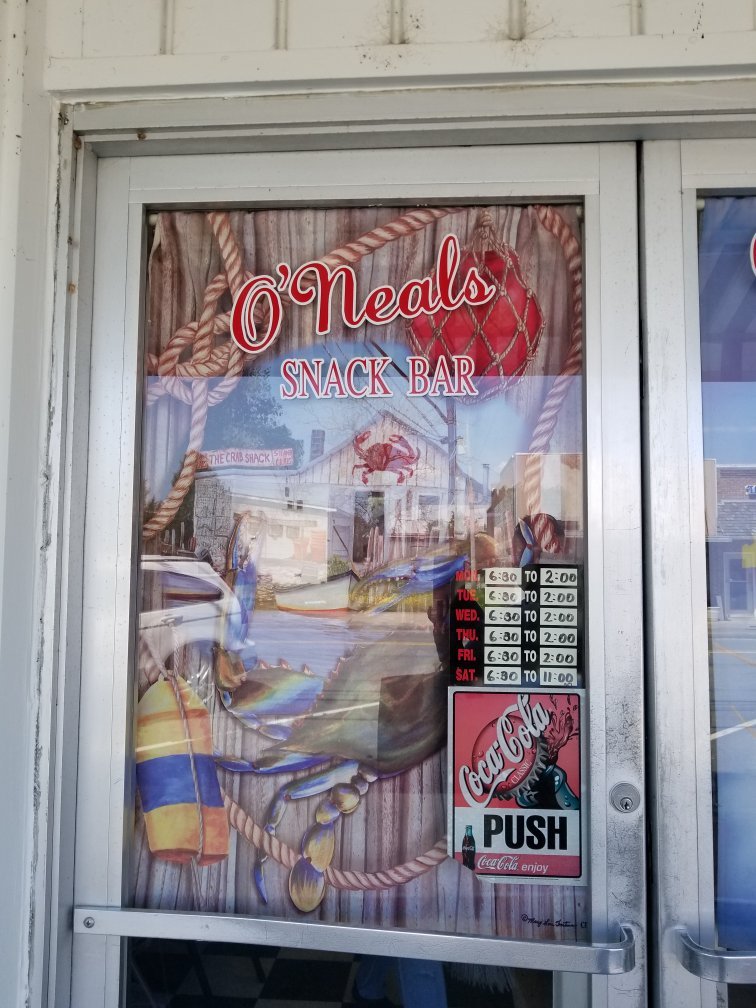 O'Neals
SNACK BAR
THE CRAB SHACK
MON. 6:30 TO 2:00
TUE. 6:30 TO 2:00
WED. 6:30 TO 2:00
THU. 6:30 TO 2:00
FRI. 6:30 TO 2:00
SAT. 6:30 TO 11:00
Coca-Cola
CLASSIC
PUSH
Coca-Cola enjoy